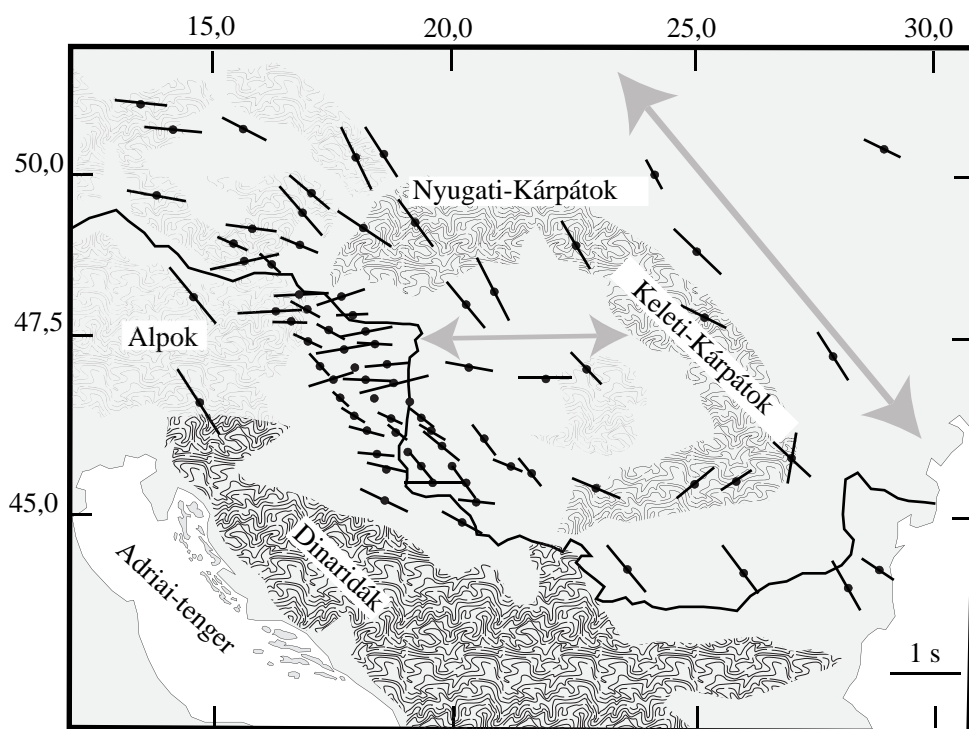 15,0 20,0 25,0 30,0
50,0
Nyugati-Kárpátok
Keleti-Kárpátok
47,5
Alpok
45,0
Dinaridák
Adriai-tenger
1 s